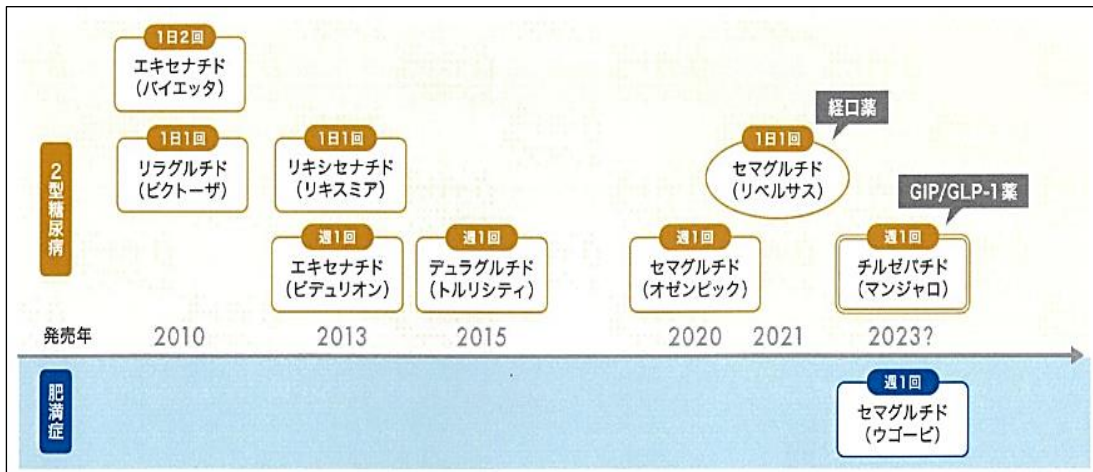 1日2回
エキセナチド
(バイエッタ)
1日1回
リラグルチド
(ビクトーザ)
1日1回
リキシセナチド
(リキスミア)
1日1回
セマグルチド
(リベルサス)
経口薬
GIP/GLP-1薬
2型糖尿病
週1回
エキセナチド
(ビデュリオン)
週1回
デュラグルチド
(トルリシティ)
週1回
セマグルチド
(オゼンピック)
週1回
チルゼパチド
(マンジャロ)
発売年
2010
2013
2015
2020
2021
2023?
肥満症
週1回
セマグルチド
(ウゴービ)